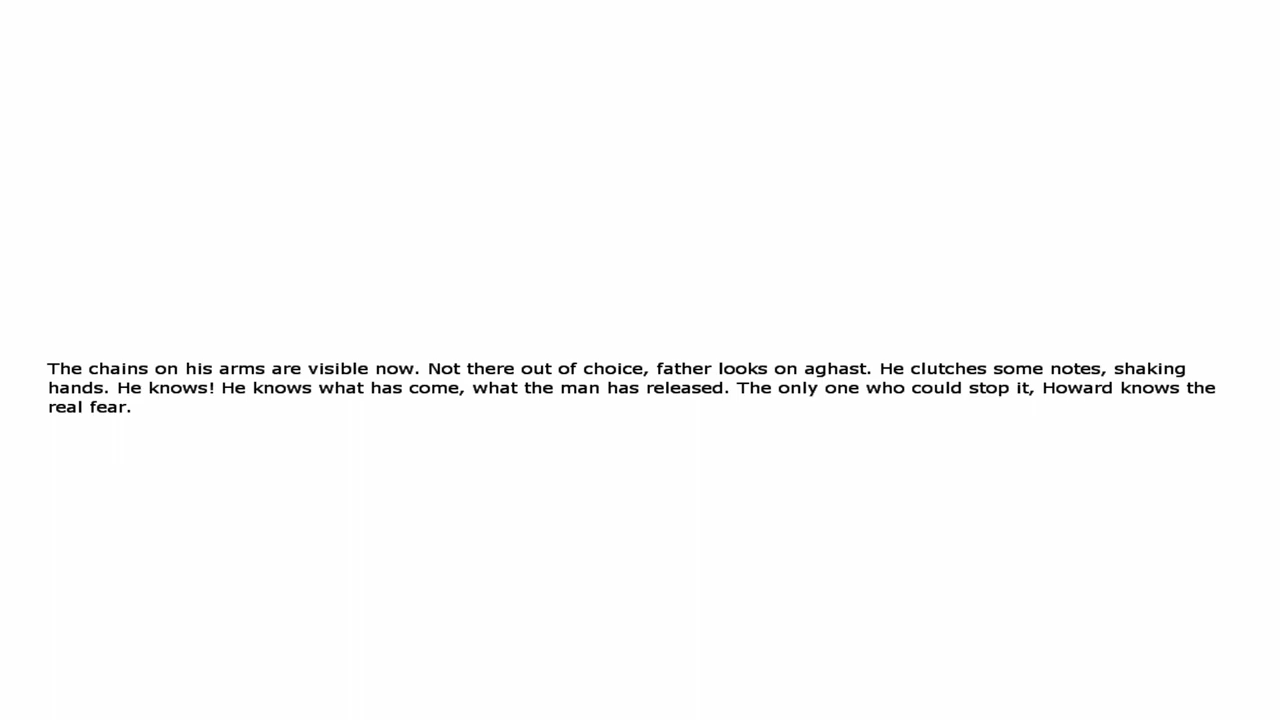 The chains on his arms are visible now. Not there out of choice, father looks on aghast. He clutches some notes, shaking
hands. He knows! He knows what has come, what the man has released. The only one who could stop it, Howard knows the
real fear.